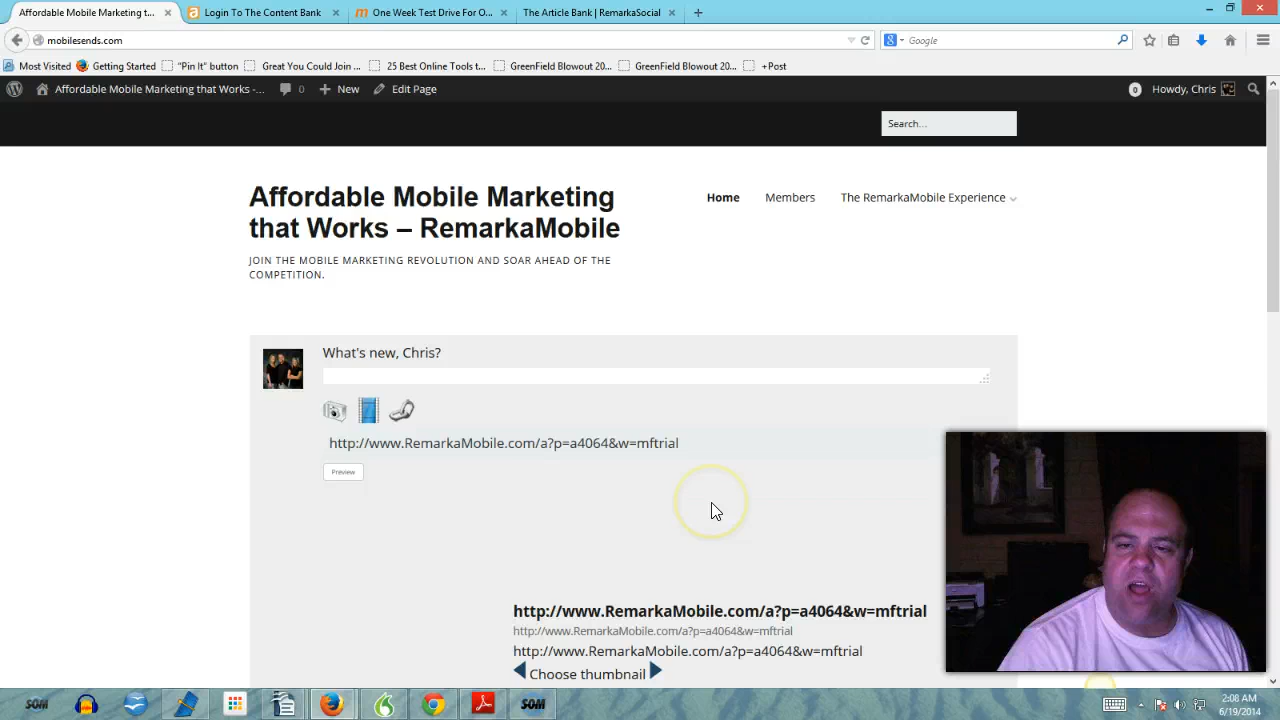 Affordable Mobile Marketing t...
Login To The Content Bank
One Week Test Drive For O...
The Article Bank | RemarkaSocial
mobilesends.com
Google
Most Visited
Getting Started
"Pin It" button
Great You Could Join ...
25 Best Online Tools t...
GreenField Blowout 20...
GreenField Blowout 20...
+Post
Affordable Mobile Marketing that Works -...
0
New
Edit Page
0
Howdy, Chris
Search...
Affordable Mobile Marketing
that Works – RemarkaMobile
JOIN THE MOBILE MARKETING REVOLUTION AND SOAR AHEAD OF THE
COMPETITION.
Home
Members
The RemarkaMobile Experience
What's new, Chris?
http://www.RemarkaMobile.com/a?p=a4064&w=mftrial
Preview
http://www.RemarkaMobile.com/a?p=a4064&w=mftrial
http://www.RemarkaMobile.com/a?p=a4064&w=mftrial
http://www.RemarkaMobile.com/a?p=a4064&w=mftrial
Choose thumbnail
SOM
SOM
2:08 AM
6/19/2014